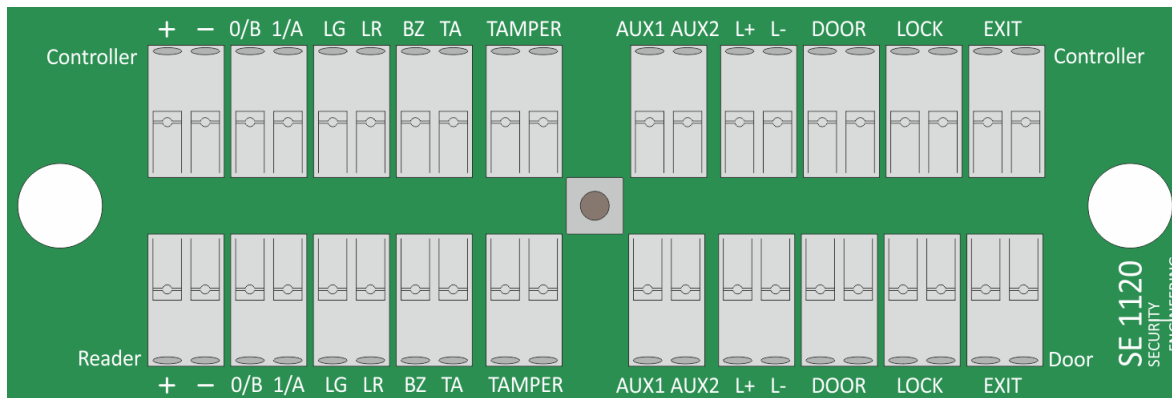 + − 0/B 1/A LG LR BZ TA TAMPER AUX1 AUX2 L+ L- DOOR LOCK EXIT
Controller Controller
Reader Door
+ − 0/B 1/A LG LR BZ TA TAMPER AUX1 AUX2 L+ L- DOOR LOCK EXIT
SE 1120
SECURITY
ENGINEERING